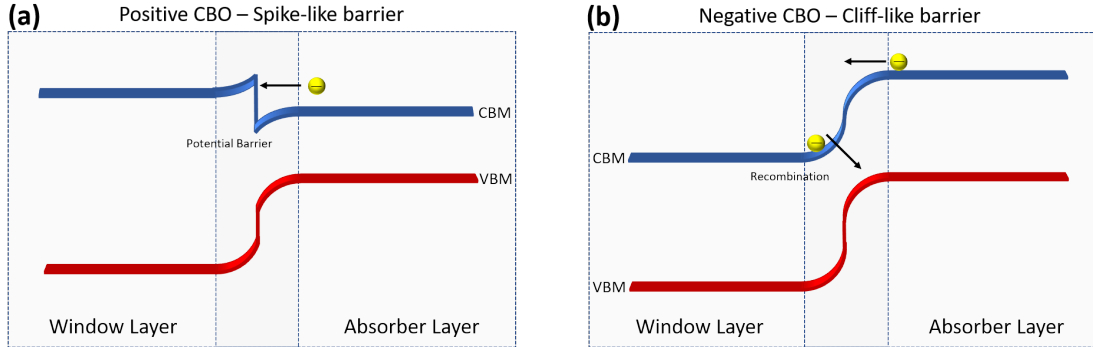 (a)
Positive CBO – Spike-like barrier
CBM
Potential Barrier
VBM
Window Layer
Absorber Layer
(b)
Negative CBO – Cliff-like barrier
CBM
Recombination
VBM
Window Layer
Absorber Layer